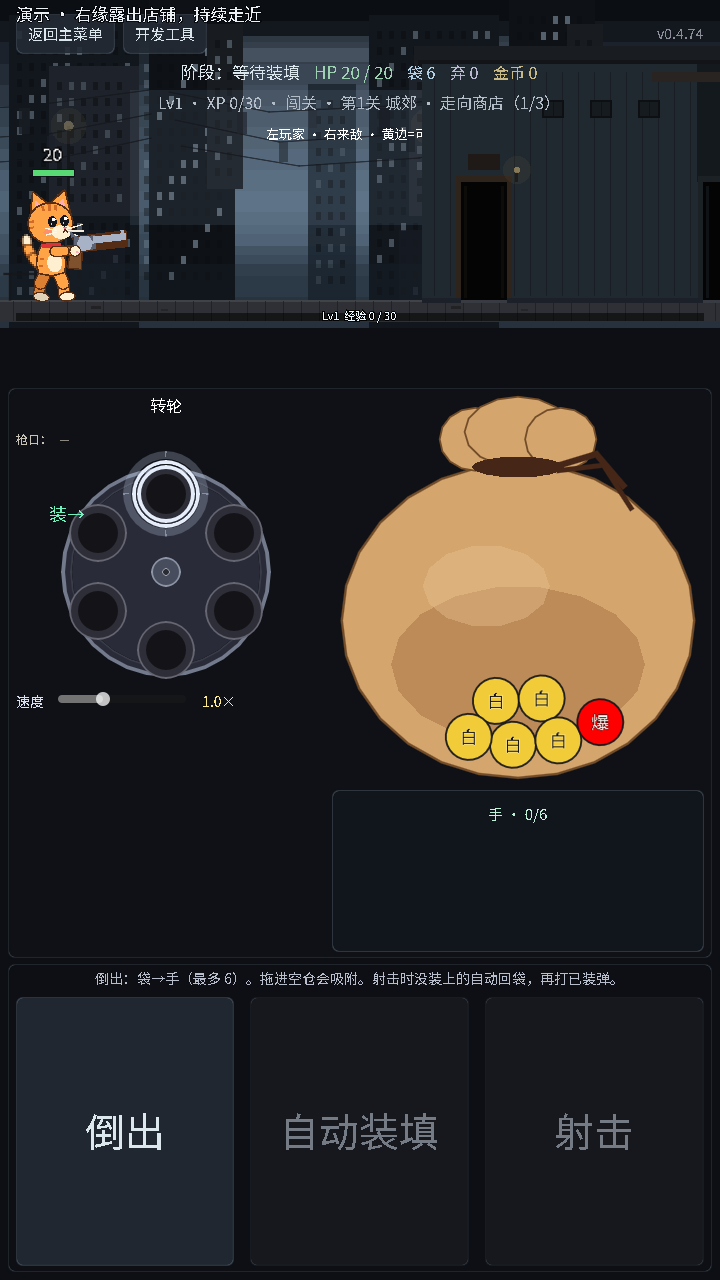 演示 · 右缘露出店铺，持续走近
返回主菜单 开发工具 v0.4.74
阶段：等待装填 HP 20 / 20 袋 6 弃 0 金币 0
Lv1 · XP 0/30 · 闯关 · 第1关 城郊 · 走向商店（1/3）
左玩家 · 右来敌 · 黄边=
20
Lv1 经验 0 / 30
转轮
枪口： —
装→
速度 1.0×
白 白
白 白 白 爆
手 · 0/6
倒出：袋→手（最多 6）。拖进空仓会吸附。射击时没装上的自动回袋，再打已装弹。
倒出 自动装填 射击